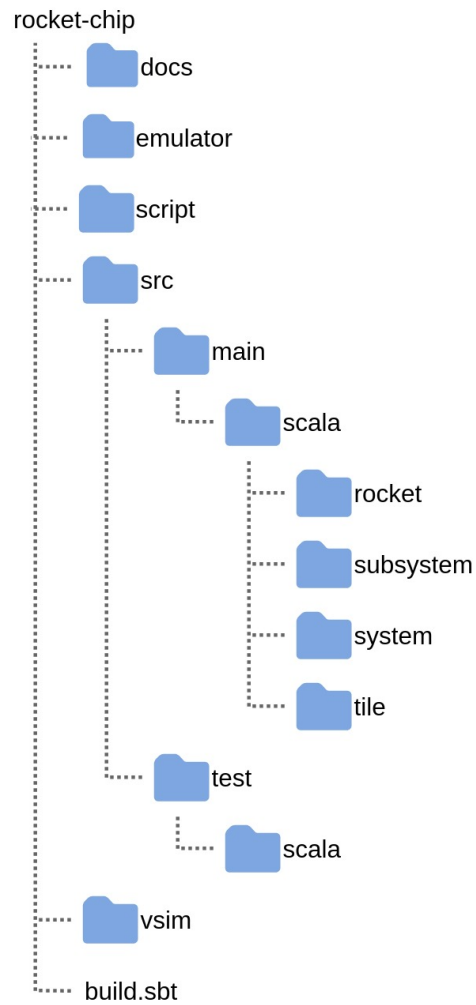 rocket-chip
docs
emulator
script
src
main
scala
rocket
subsystem
system
tile
test
scala
vsim
build.sbt